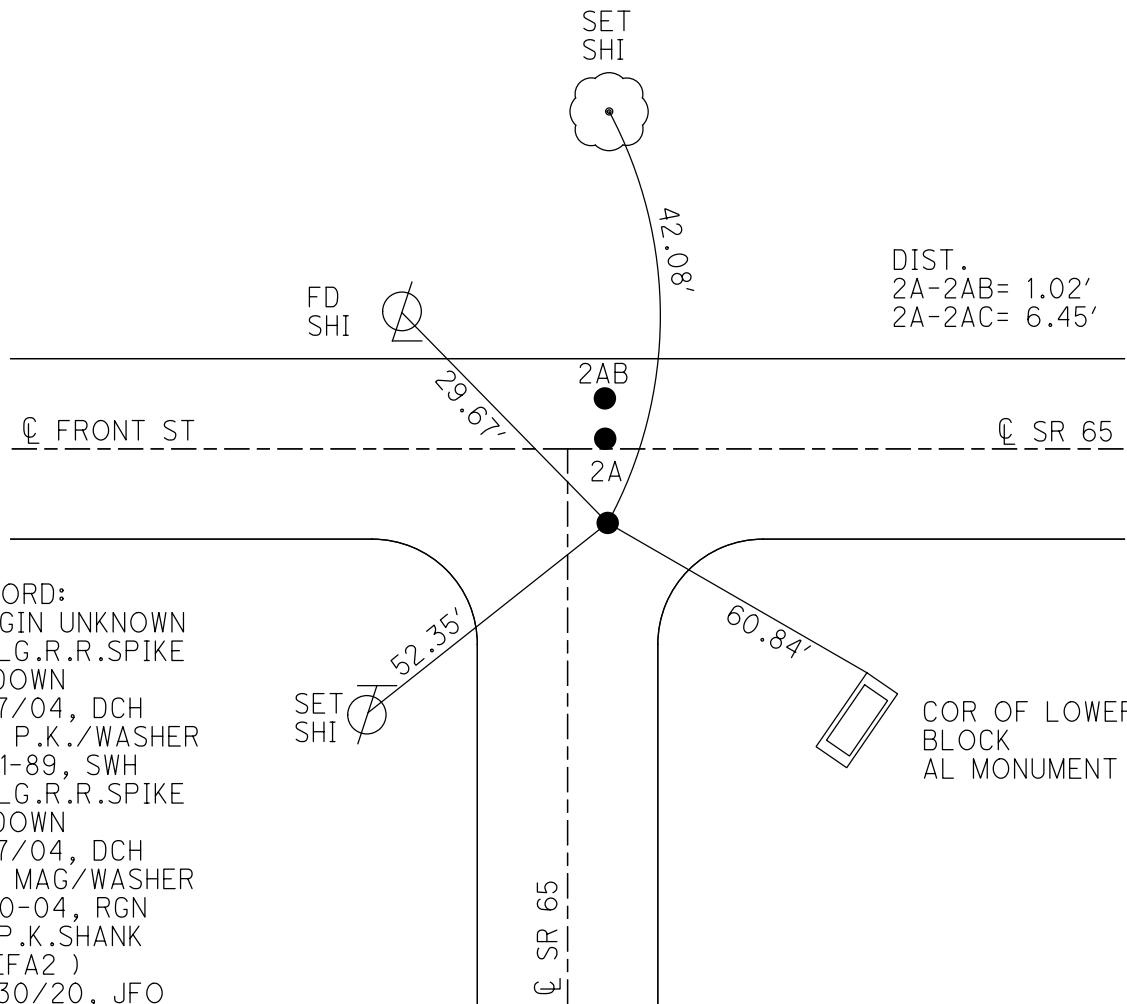 SET
SHI
42.08'
DIST.
2A-2AB= 1.02'
2A-2AC= 6.45'
FD
SHI
29.67'
2AB
℄ FRONT ST
℄ SR 65
2A
ORD:
GIN UNKNOWN
LG.R.R.SPIKE
DOWN
7/04, DCH
P.K./WASHER
1-89, SWH
LG.R.R.SPIKE
DOWN
7/04, DCH
MAG/WASHER
0-04, RGN
P.K.SHANK
EFA2 )
30/20, JFO
52.35'
60.84'
SET
SHI
COR OF LOWER
BLOCK
AL MONUMENT
℄ SR 65